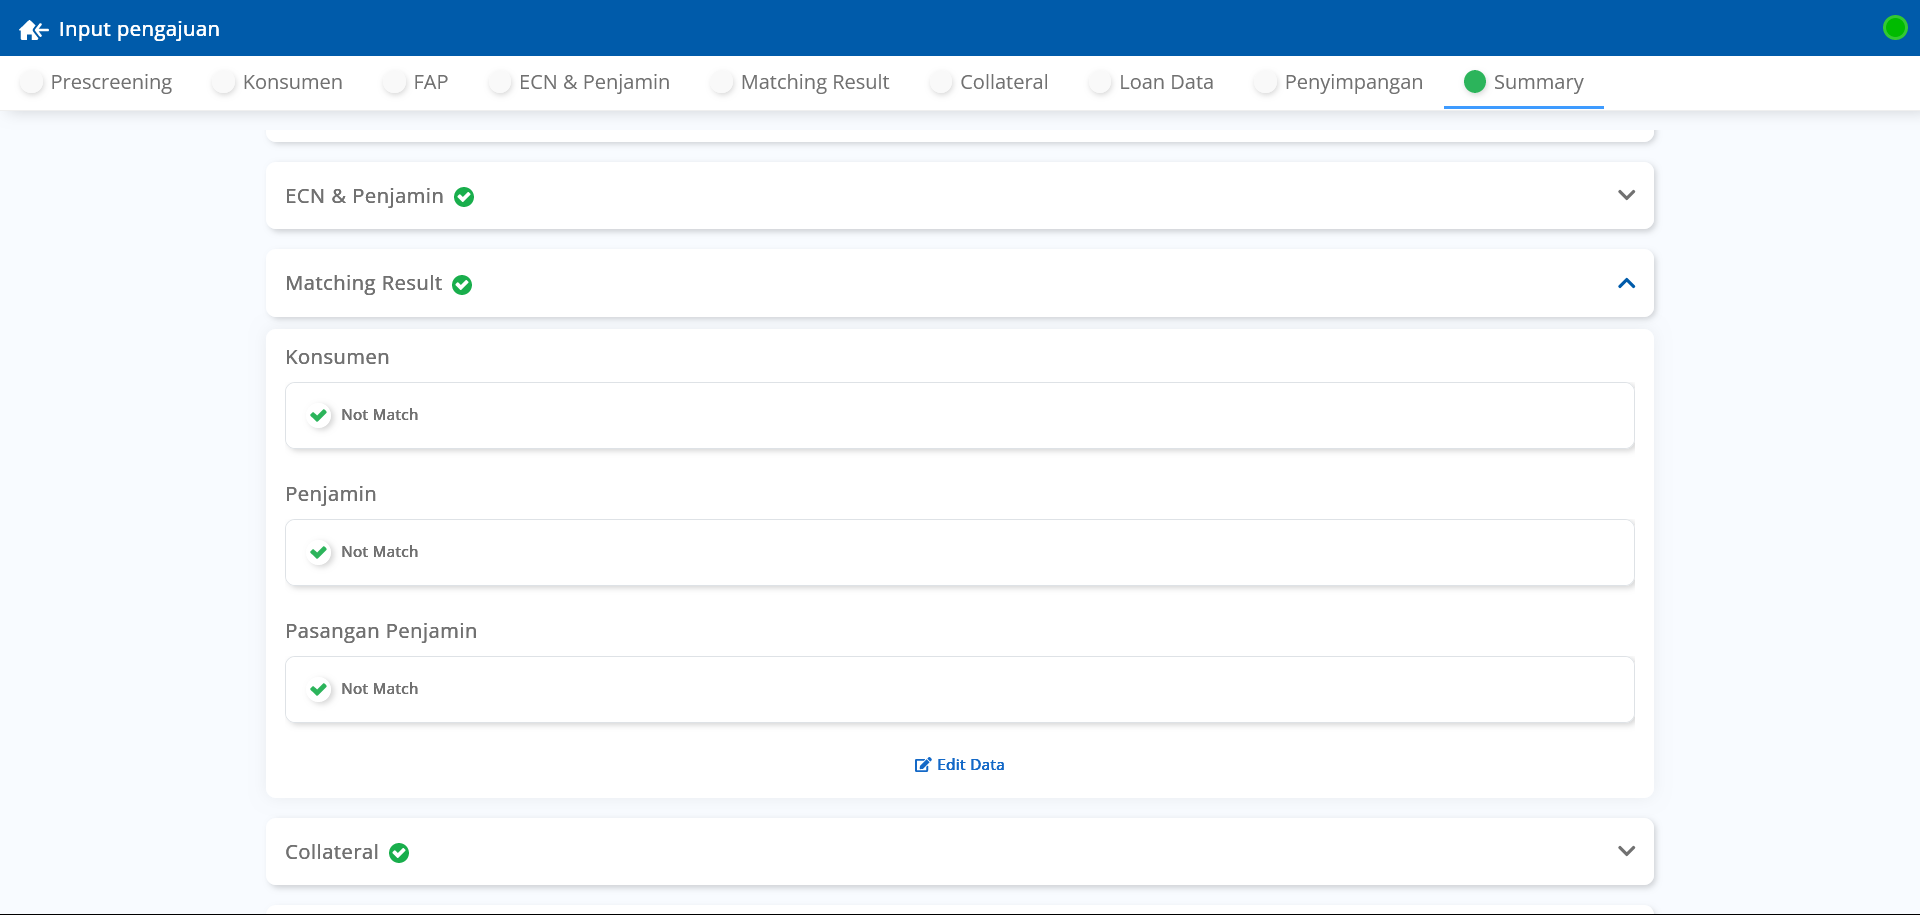 Input pengajuan
Prescreening Konsumen FAP ECN & Penjamin Matching Result Collateral Loan Data Penyimpangan Summary
ECN & Penjamin
Matching Result
Konsumen
Not Match
Penjamin
Not Match
Pasangan Penjamin
Not Match
Edit Data
Collateral